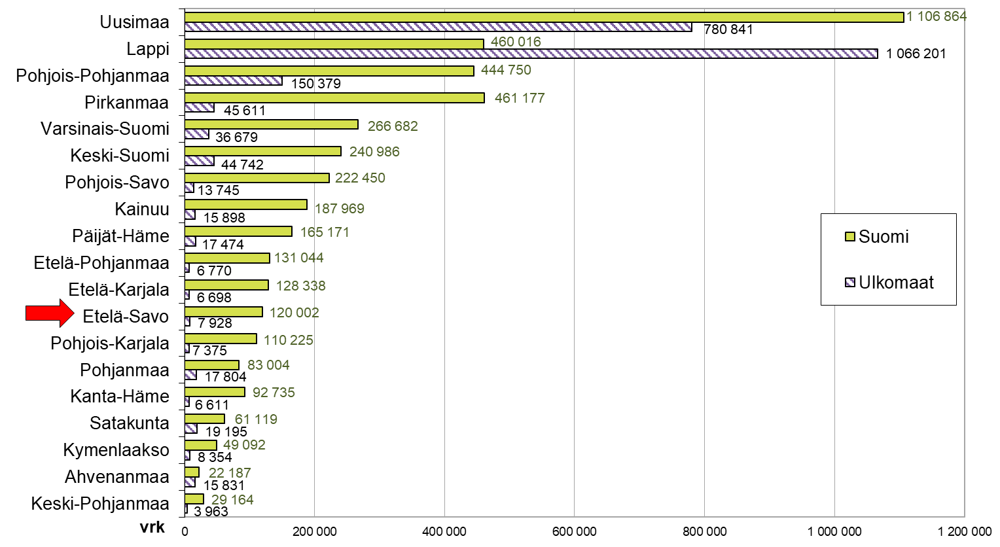 Uusimaa
1 106 864
780 841
Lappi
460 016
1 066 201
Pohjois-Pohjanmaa
444 750
150 379
Pirkanmaa
461 177
45 611
Varsinais-Suomi
266 682
36 679
Keski-Suomi
240 986
44 742
Pohjois-Savo
222 450
13 745
Kainuu
187 969
15 898
Päijät-Häme
165 171
17 474
Etelä-Pohjanmaa
131 044
6 770
Etelä-Karjala
128 338
6 698
Etelä-Savo
120 002
7 928
Pohjois-Karjala
110 225
7 375
Pohjanmaa
83 004
17 804
Kanta-Häme
92 735
6 611
Satakunta
61 119
19 195
Kymenlaakso
49 092
8 354
Ahvenanmaa
22 187
15 831
Keski-Pohjanmaa
29 164
3 963
Suomi
Ulkomaat
vrk
0 200 000 400 000 600 000 800 000 1 000 000 1 200 000